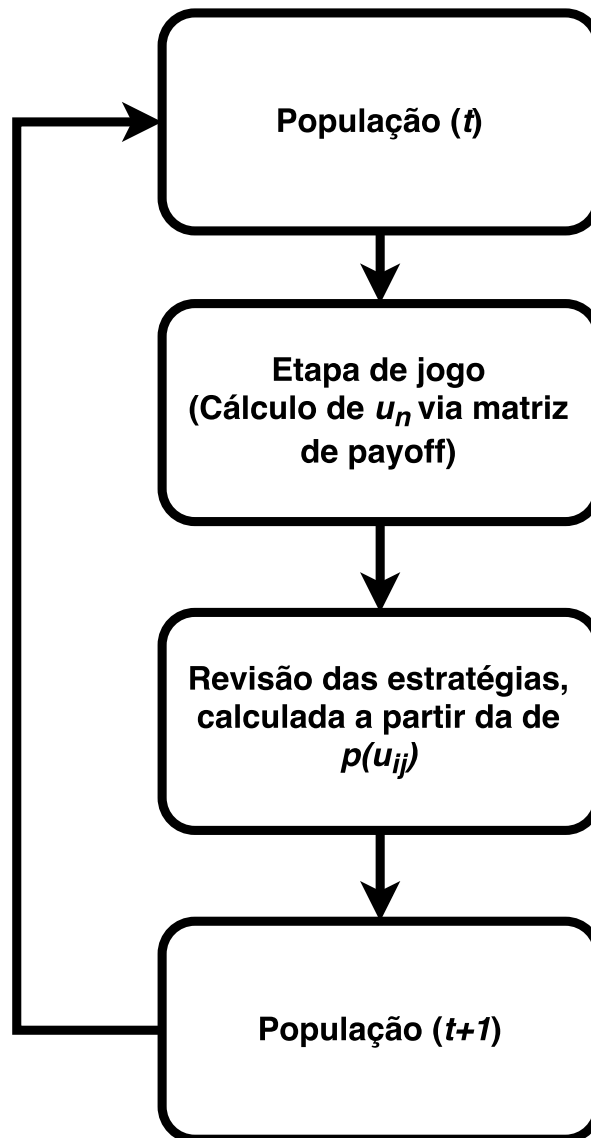 População (t)
Etapa de jogo
(Cálculo de uₙ via matriz
de payoff)
Revisão das estratégias,
calculada a partir da de
p(uᵢⱼ)
População (t+1)